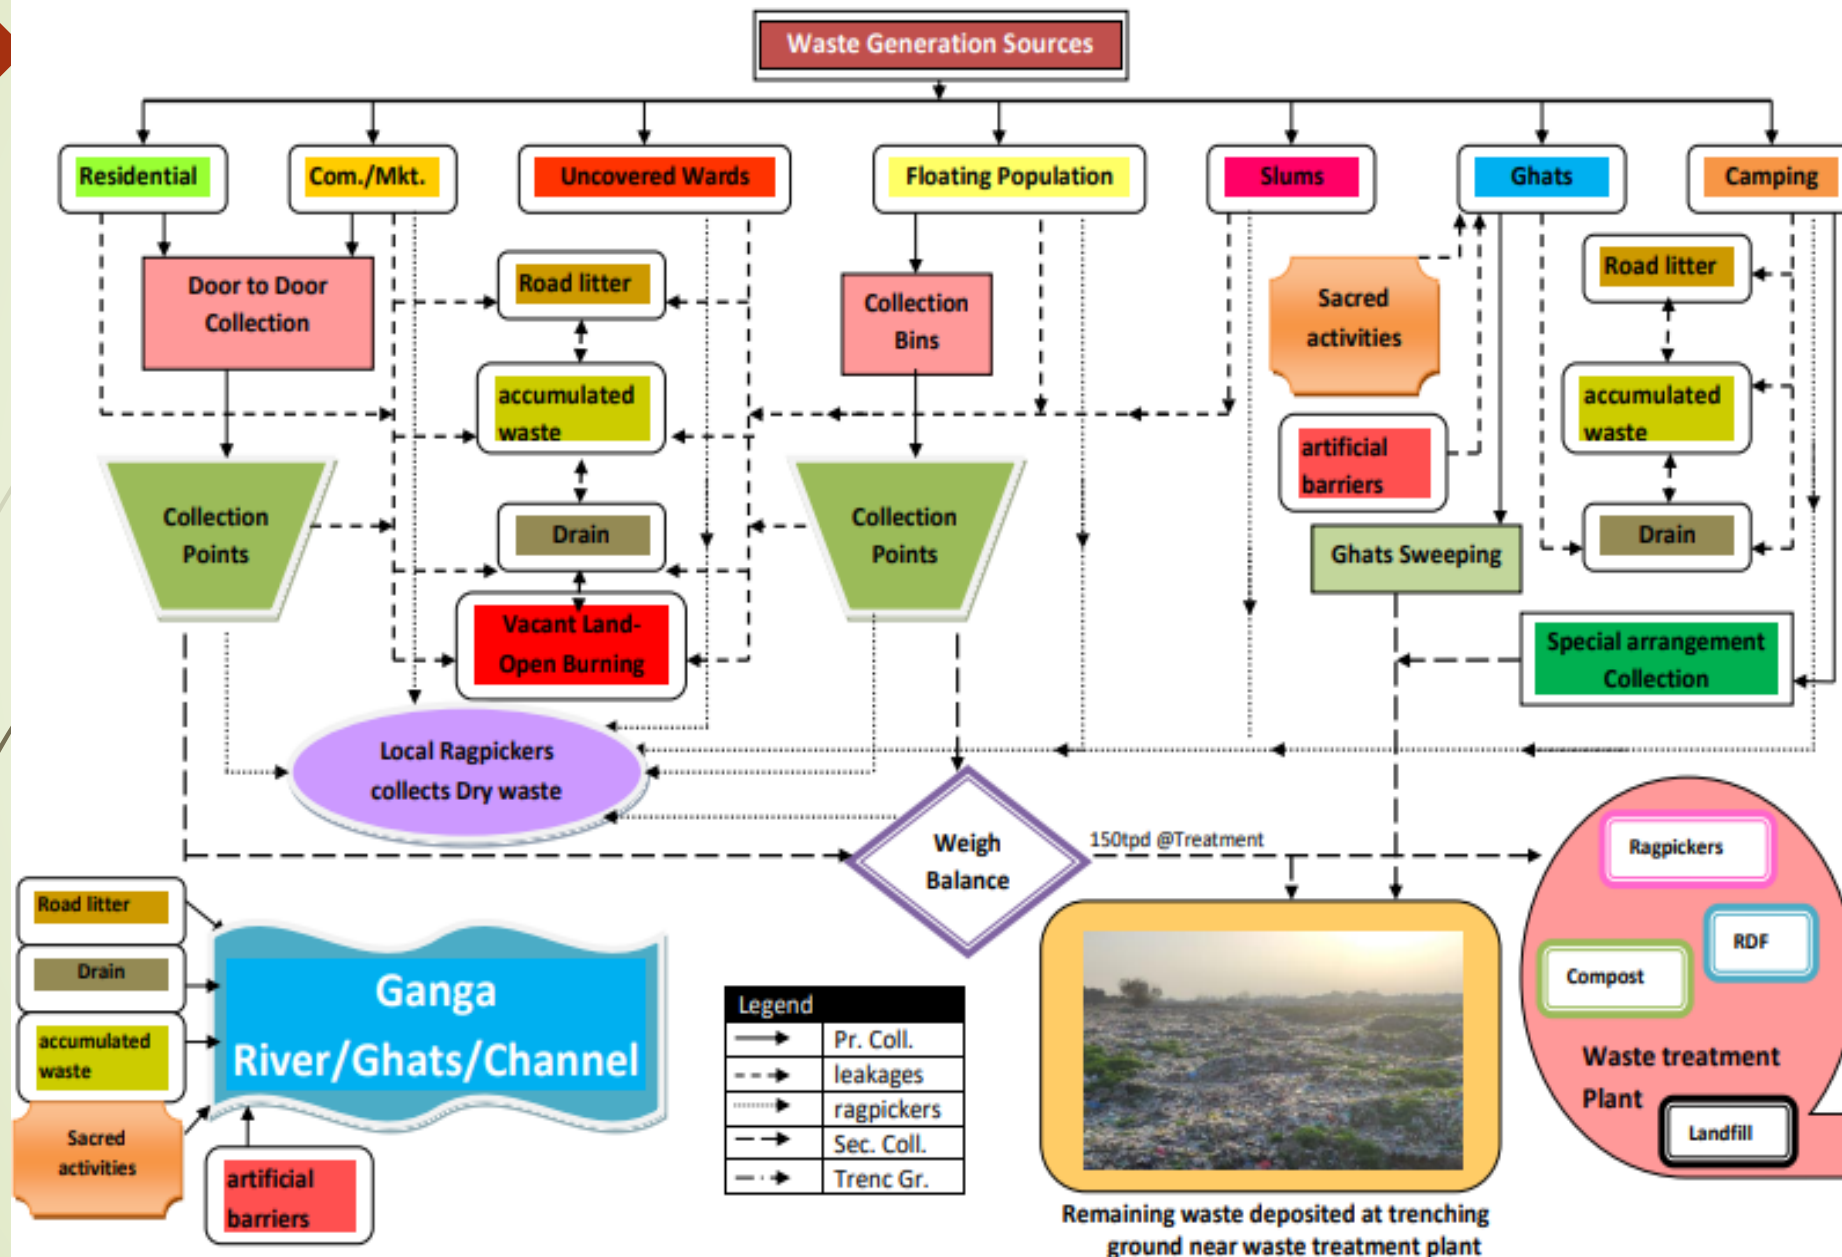 Waste Generation Sources
Residential
Com./Mkt.
Uncovered Wards
Floating Population
Slums
Ghats
Camping
Door to Door
Collection
Road litter
Collection
Bins
Sacred
activities
Road litter
accumulated
waste
artificial
barriers
accumulated
waste
Collection
Points
Drain
Collection
Points
Ghats Sweeping
Drain
Vacant Land-
Open Burning
Special arrangement
Collection
Local Ragpickers
collects Dry waste
Weigh
Balance
150tpd @Treatment
Ragpickers
RDF
Compost
Waste treatment
Plant
Landfill
Road litter
Drain
accumulated
waste
Sacred
activities
artificial
barriers
Ganga
River/Ghats/Channel
Legend
Pr. Coll.
leakages
ragpickers
Sec. Coll.
Trenc Gr.
Remaining waste deposited at trenching
ground near waste treatment plant